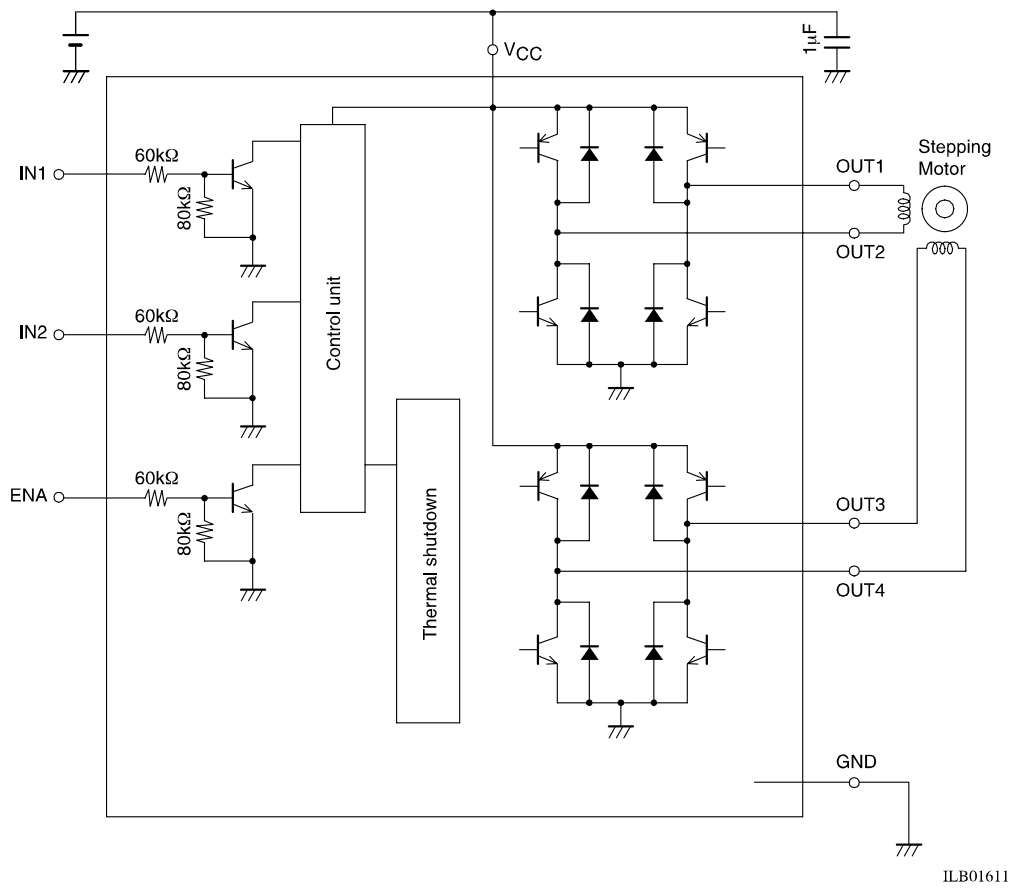 VCC
1μF
IN1
60kΩ
80kΩ
Control unit
OUT1
Stepping
Motor
OUT2
IN2
60kΩ
80kΩ
ENA
60kΩ
80kΩ
Thermal shutdown
OUT3
OUT4
GND
ILB01611